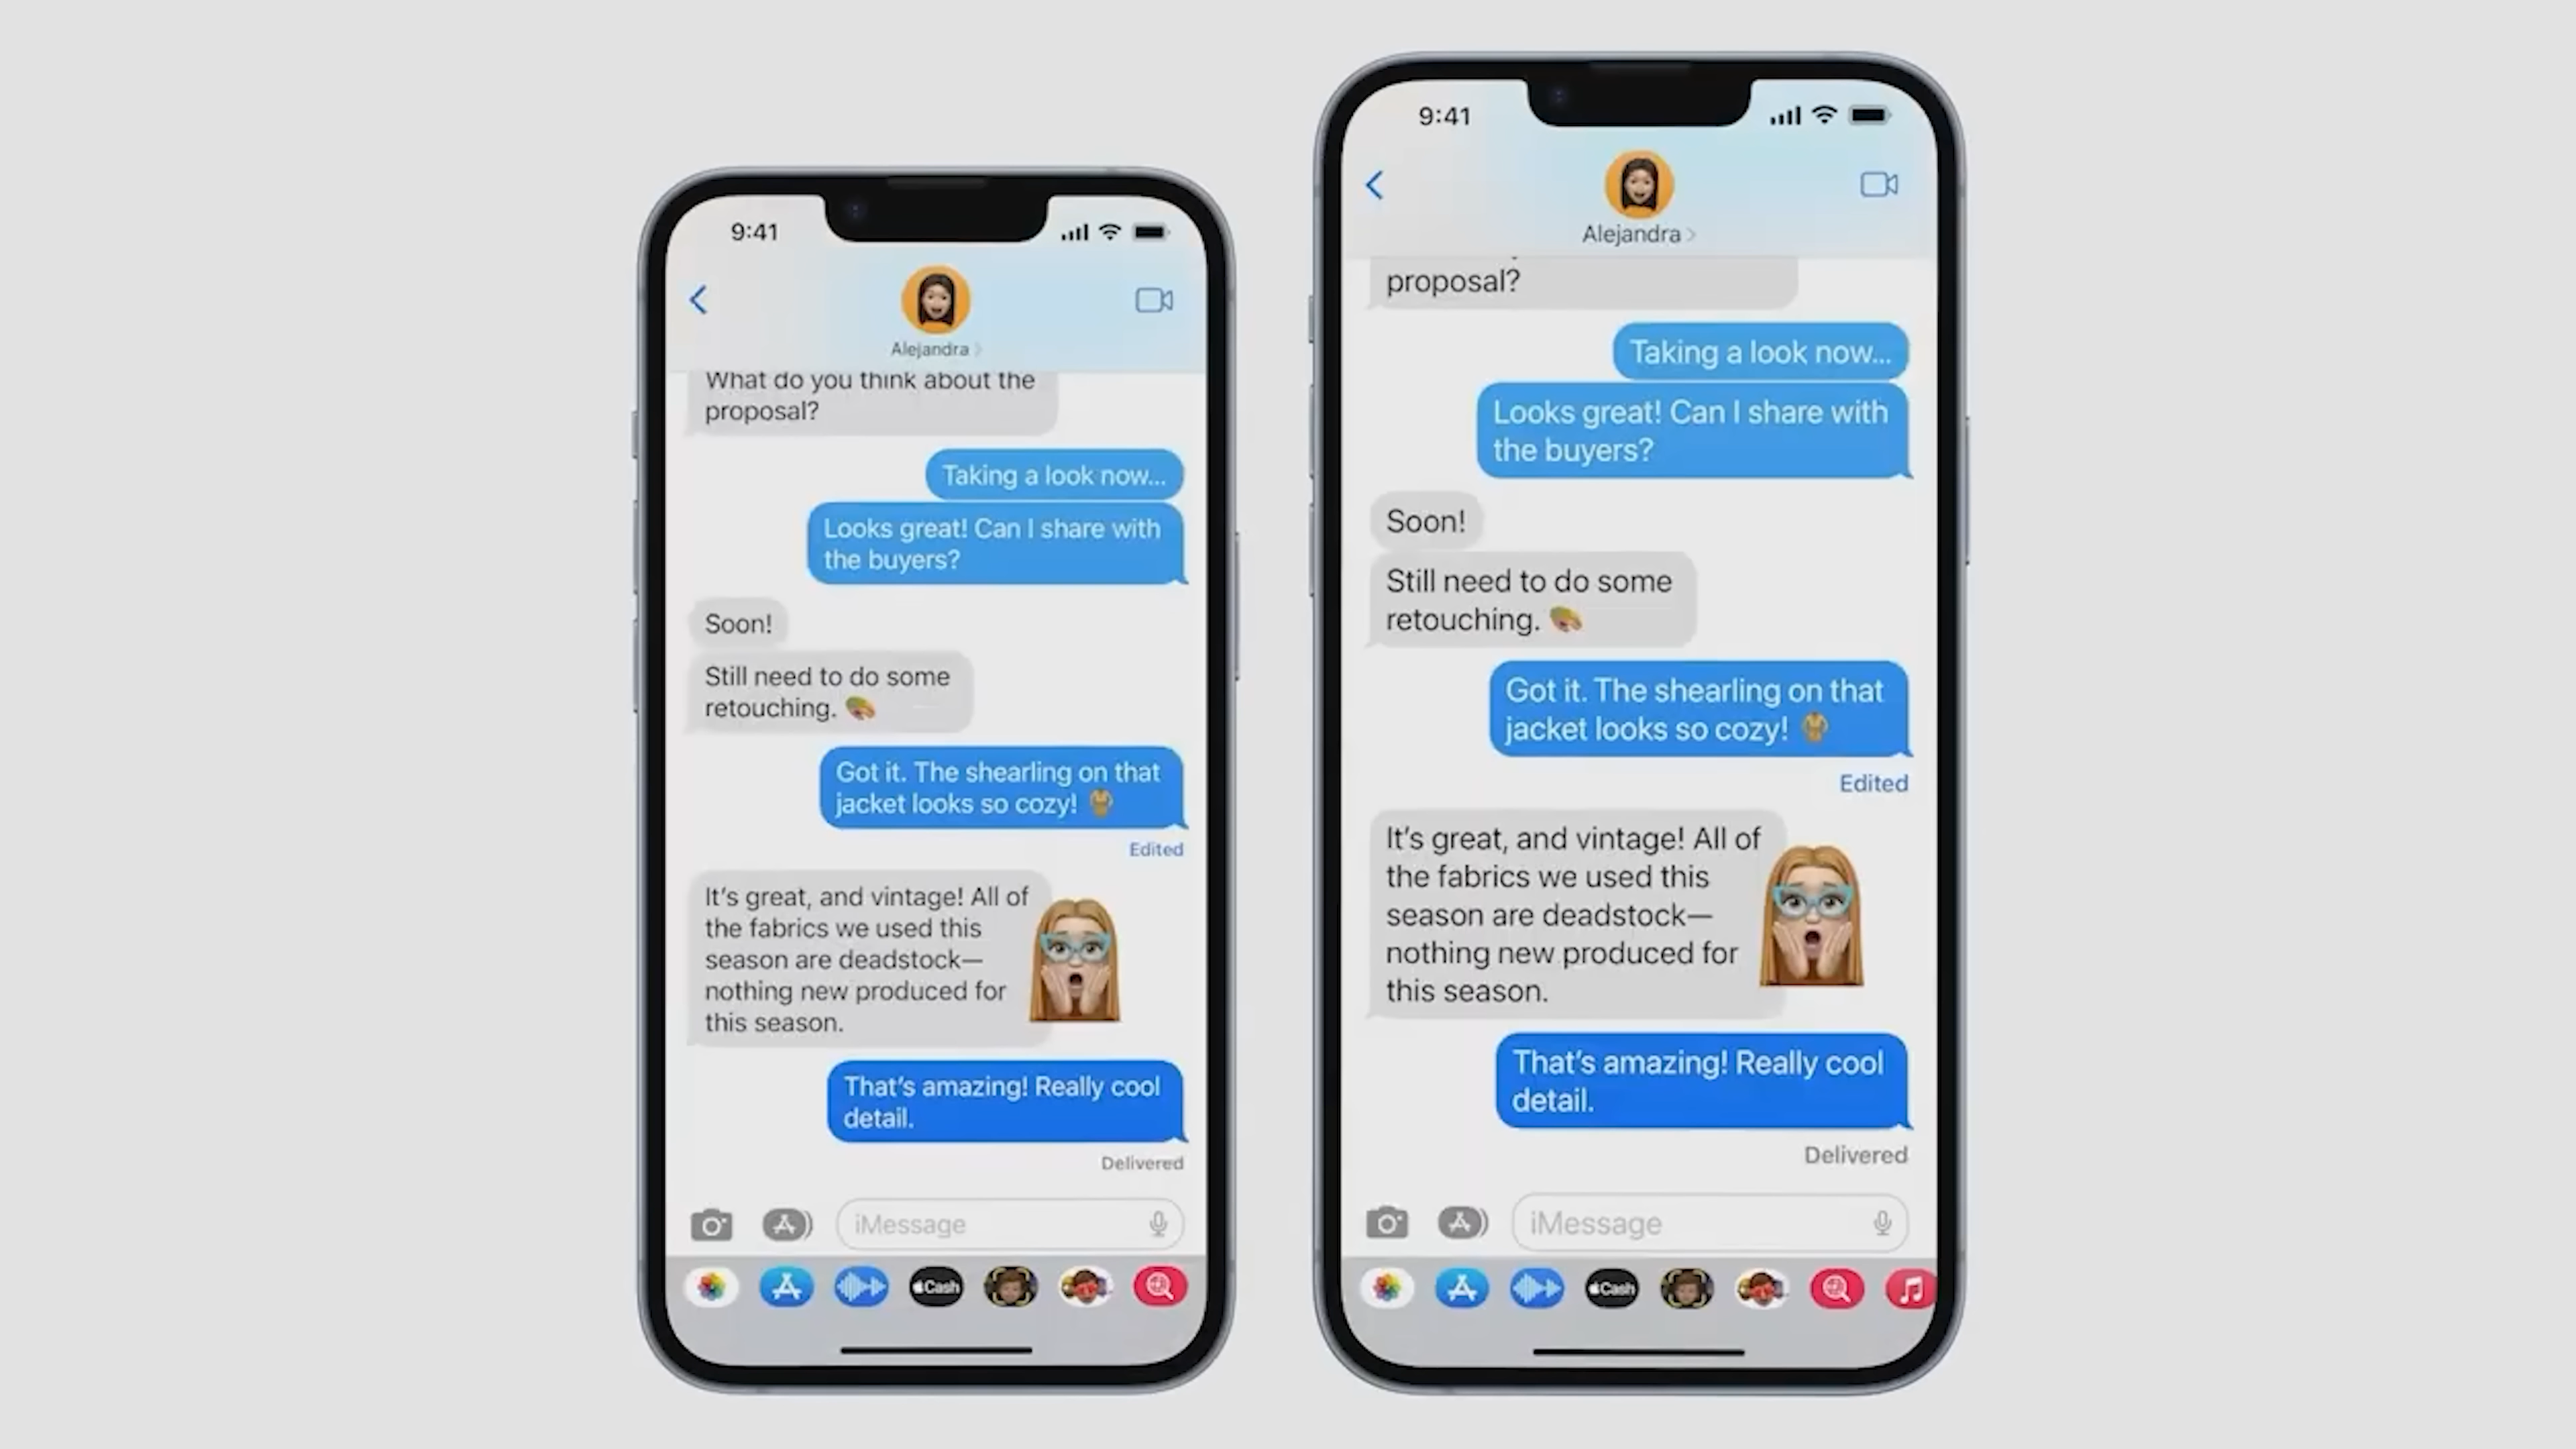 9:41
Alejandra
What do you think about the
proposal?
Taking a look now...
Looks great! Can I share with
the buyers?
Soon!
Still need to do some
retouching. 🎨
Got it. The shearling on that
jacket looks so cozy! 🧥
Edited
It’s great, and vintage! All of
the fabrics we used this
season are deadstock—
nothing new produced for
this season.
That’s amazing! Really cool
detail.
Delivered
iMessage
Cash
9:41
Alejandra
proposal?
Taking a look now...
Looks great! Can I share with
the buyers?
Soon!
Still need to do some
retouching. 🎨
Got it. The shearling on that
jacket looks so cozy! 🧥
Edited
It’s great, and vintage! All of
the fabrics we used this
season are deadstock—
nothing new produced for
this season.
That’s amazing! Really cool
detail.
Delivered
iMessage
Cash